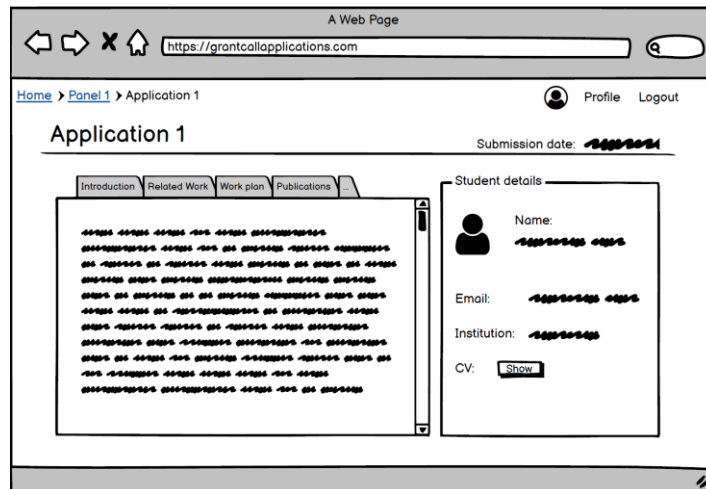 A Web Page
https://grantcallapplications.com
Home > Panel 1 > Application 1
Profile Logout
Application 1
Submission date:
Introduction Related Work Work plan Publications ...
Student details
Name:
Email:
Institution:
CV: Show